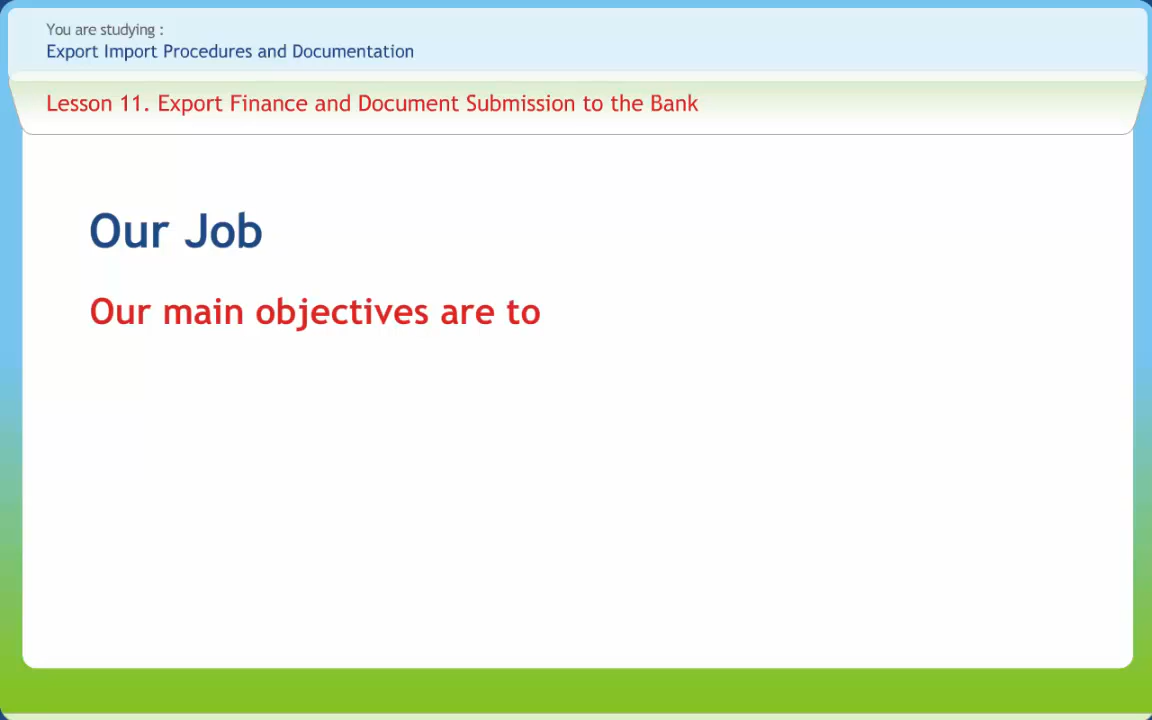 You are studying :
Export Import Procedures and Documentation
Lesson 11. Export Finance and Document Submission to the Bank
Our Job
Our main objectives are to